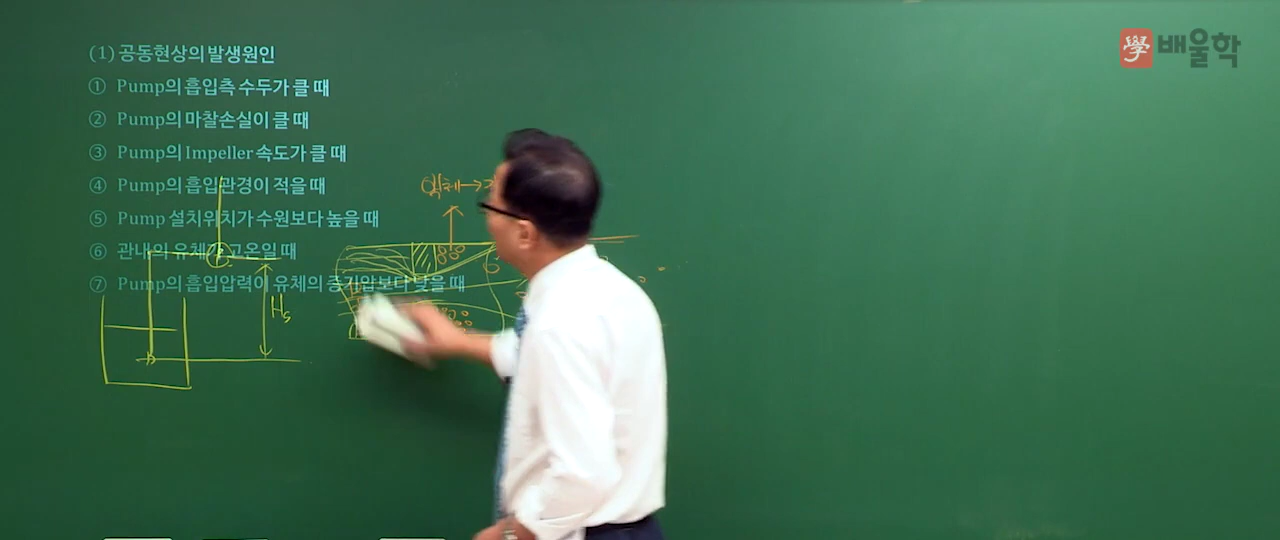 (1) 공동현상의 발생원인
學 배울학
① Pump의 흡입측 수두가 클 때
② Pump의 마찰손실이 클 때
③ Pump의 Impeller 속도가 클 때
④ Pump의 흡입관경이 적을 때
⑤ Pump 설치위치가 수원보다 높을 때
⑥ 관내의 유체가 고온일 때
⑦ Pump의 흡입압력이 유체의 증기압보다 낮을 때
액체→
P
Hs